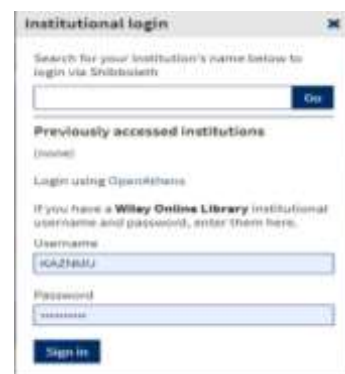 Institutional login
Search for your institution's name below to
login via Shibboleth
Go
Previously accessed institutions
(none)
Login using OpenAthens
If you have a Wiley Online Library institutional
username and password, enter them here.
Username
KAZNMU
Password
Sign in